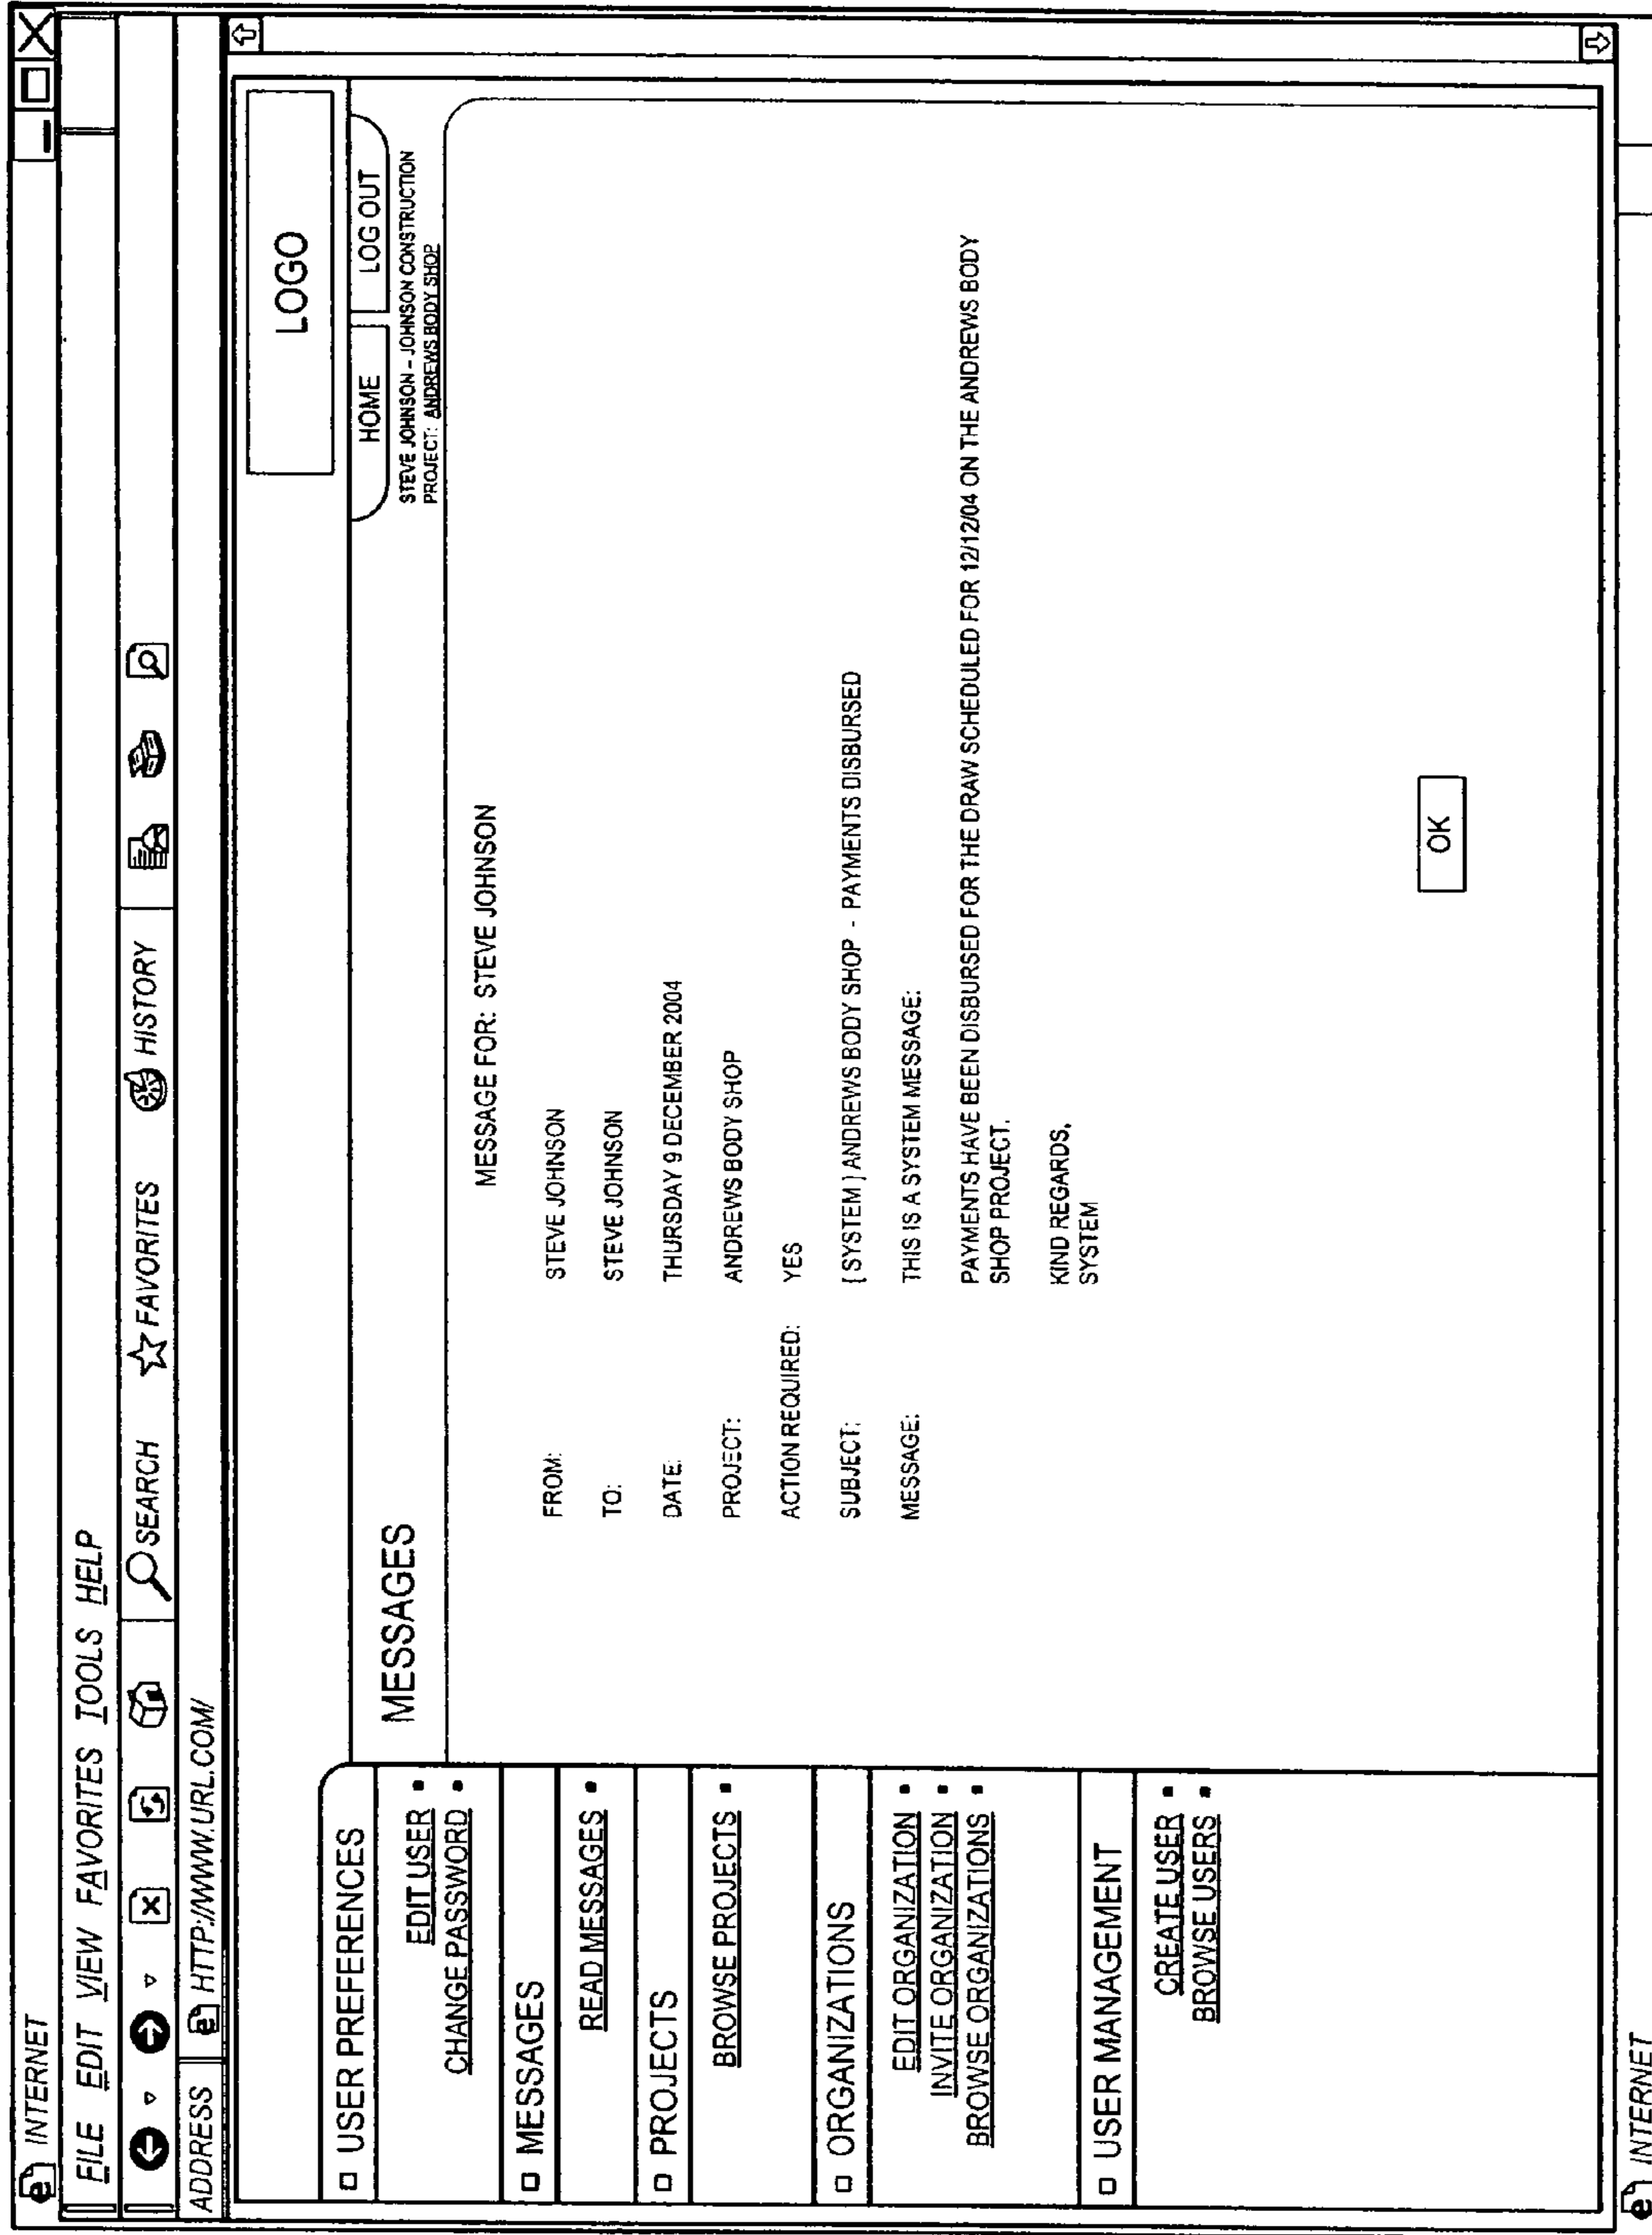 INTERNET
FILE EDIT VIEW FAVORITES TOOLS HELP
SEARCH FAVORITES HISTORY
ADDRESS HTTP://WWW.URL.COM/
LOGO
HOME LOG OUT
STEVE JOHNSON – JOHNSON CONSTRUCTION
PROJECT: ANDREWS BODY SHOP
USER PREFERENCES
EDIT USER
CHANGE PASSWORD
MESSAGES
READ MESSAGES
PROJECTS
BROWSE PROJECTS
ORGANIZATIONS
EDIT ORGANIZATION
INVITE ORGANIZATION
BROWSE ORGANIZATIONS
USER MANAGEMENT
CREATE USER
BROWSE USERS
MESSAGES
MESSAGE FOR: STEVE JOHNSON
FROM: STEVE JOHNSON
TO: STEVE JOHNSON
DATE: THURSDAY 9 DECEMBER 2004
PROJECT: ANDREWS BODY SHOP
ACTION REQUIRED: YES
SUBJECT: [SYSTEM] ANDREWS BODY SHOP - PAYMENTS DISBURSED
MESSAGE: THIS IS A SYSTEM MESSAGE:
PAYMENTS HAVE BEEN DISBURSED FOR THE DRAW SCHEDULED FOR 12/12/04 ON THE ANDREWS BODY
SHOP PROJECT.
KIND REGARDS,
SYSTEM
OK
INTERNET